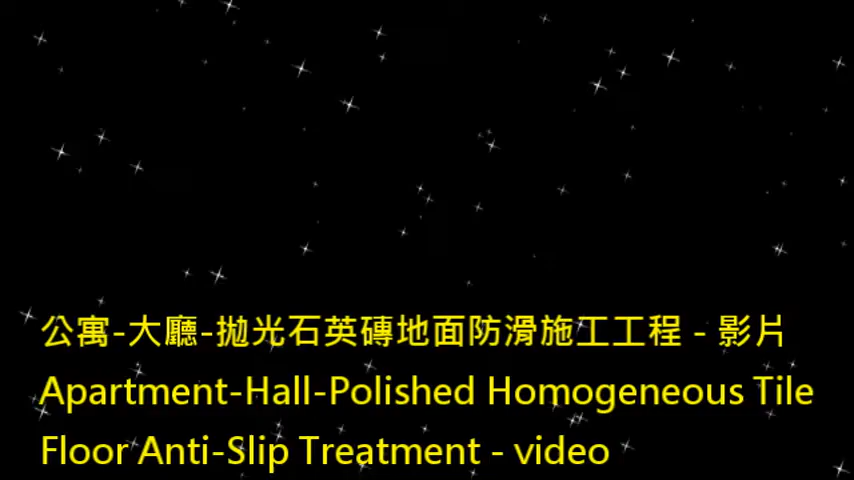 公寓-大廳-拋光石英磚地面防滑施工工程 - 影片
Apartment-Hall-Polished Homogeneous Tile
Floor Anti-Slip Treatment - video